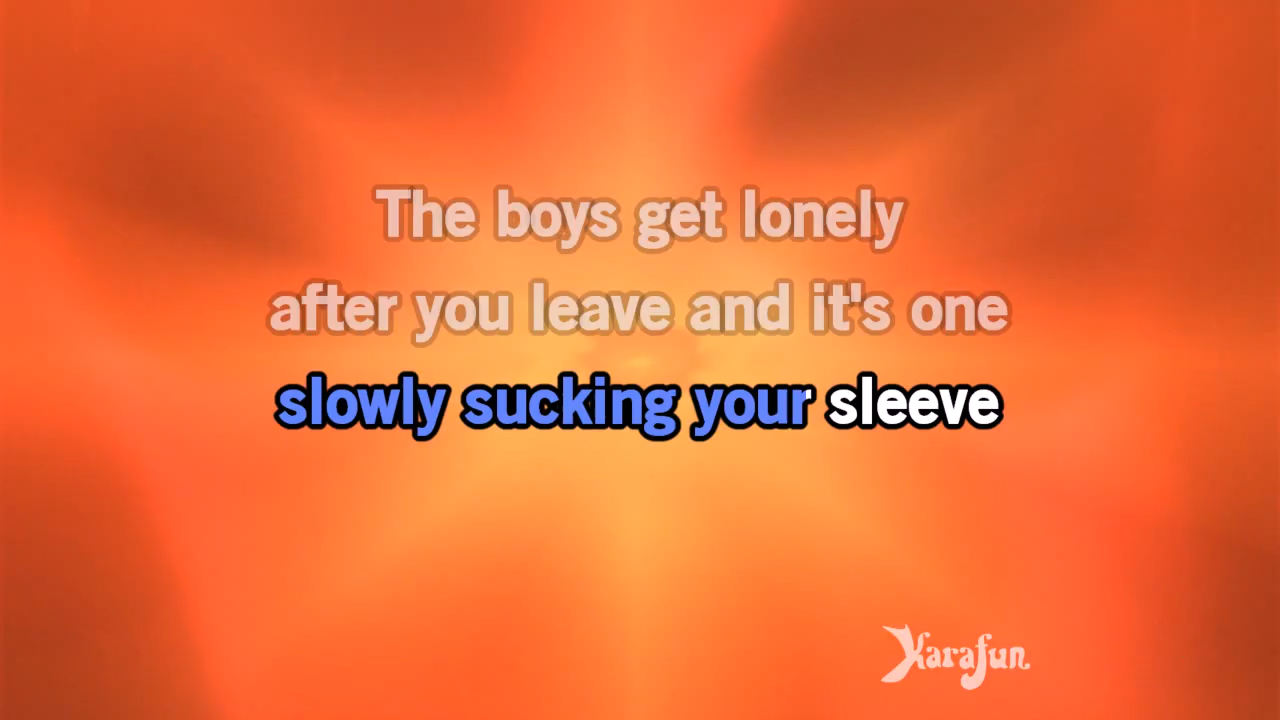 The boys get lonely
after you leave and it's one
slowly sucking your sleeve
Karafun